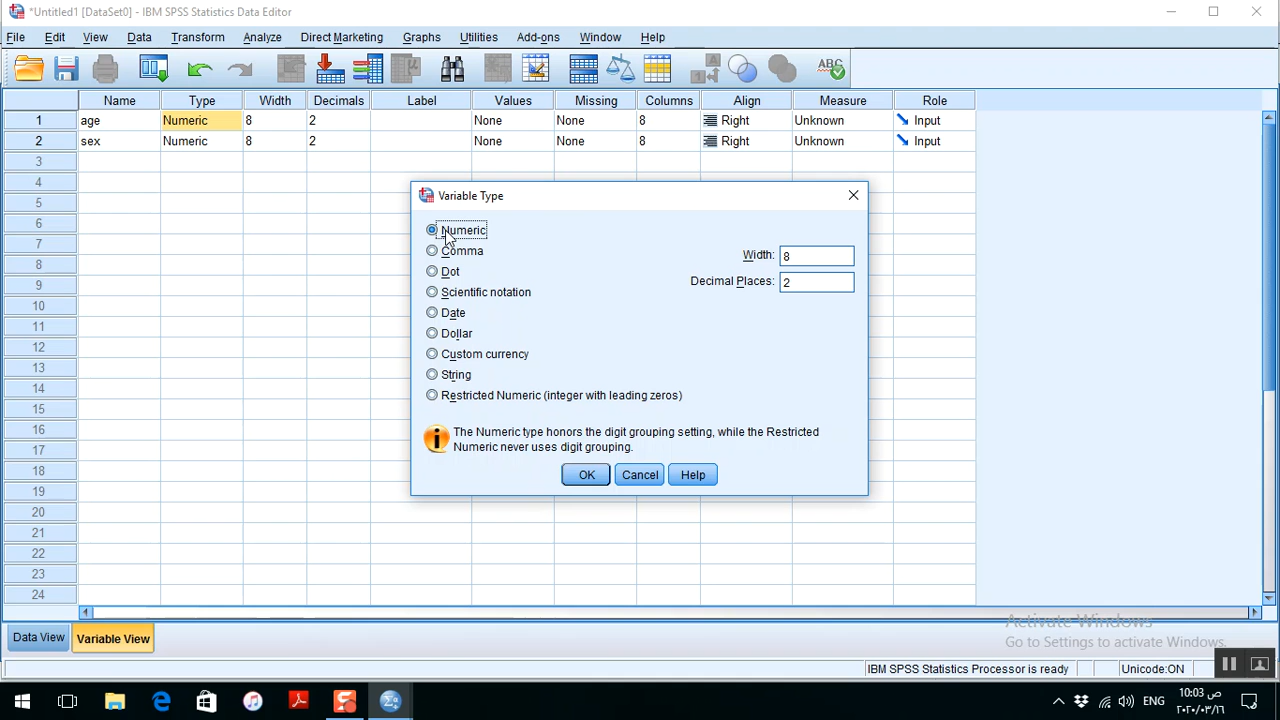 *Untitled1 [DataSet0] - IBM SPSS Statistics Data Editor
File Edit View Data Transform Analyze Direct Marketing Graphs Utilities Add-ons Window Help
A
A 14
ABC
Name Type Width Decimals Label Values Missing Columns Align Measure Role
1 age Numeric 8 2 None None 8 Right Unknown Input
2 sex Numeric 8 2 None None 8 Right Unknown Input
3
4
5
6
7
8
9
10
11
12
13
14
15
16
17
18
19
20
21
22
23
24
Variable Type
Numeric
Comma
Dot
Scientific notation
Date
Dollar
Custom currency
String
Restricted Numeric (integer with leading zeros)
Width: 8
Decimal Places: 2
The Numeric type honors the digit grouping setting, while the Restricted
Numeric never uses digit grouping.
OK Cancel Help
Data View Variable View
Activate Windows
Go to Settings to activate Windows.
IBM SPSS Statistics Processor is ready Unicode:ON
ENG
10:03 ص
٢٠٢٠/٠٣/١٦